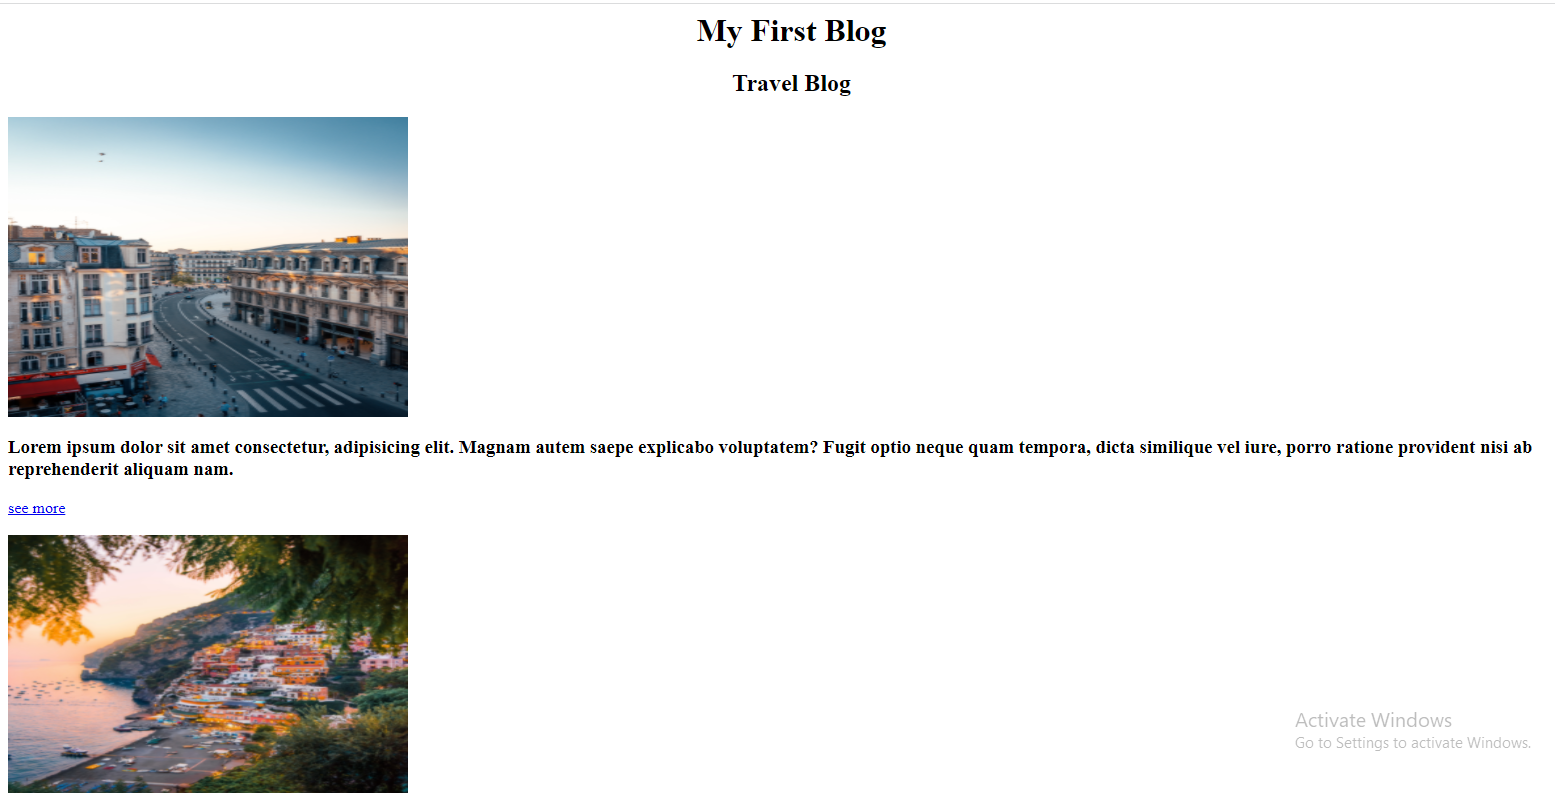 My First Blog
Travel Blog
Lorem ipsum dolor sit amet consectetur, adipisicing elit. Magnam autem saepe explicabo voluptatem? Fugit optio neque quam tempora, dicta similique vel iure, porro ratione provident nisi ab
reprehenderit aliquam nam.
see more
Activate Windows
Go to Settings to activate Windows.